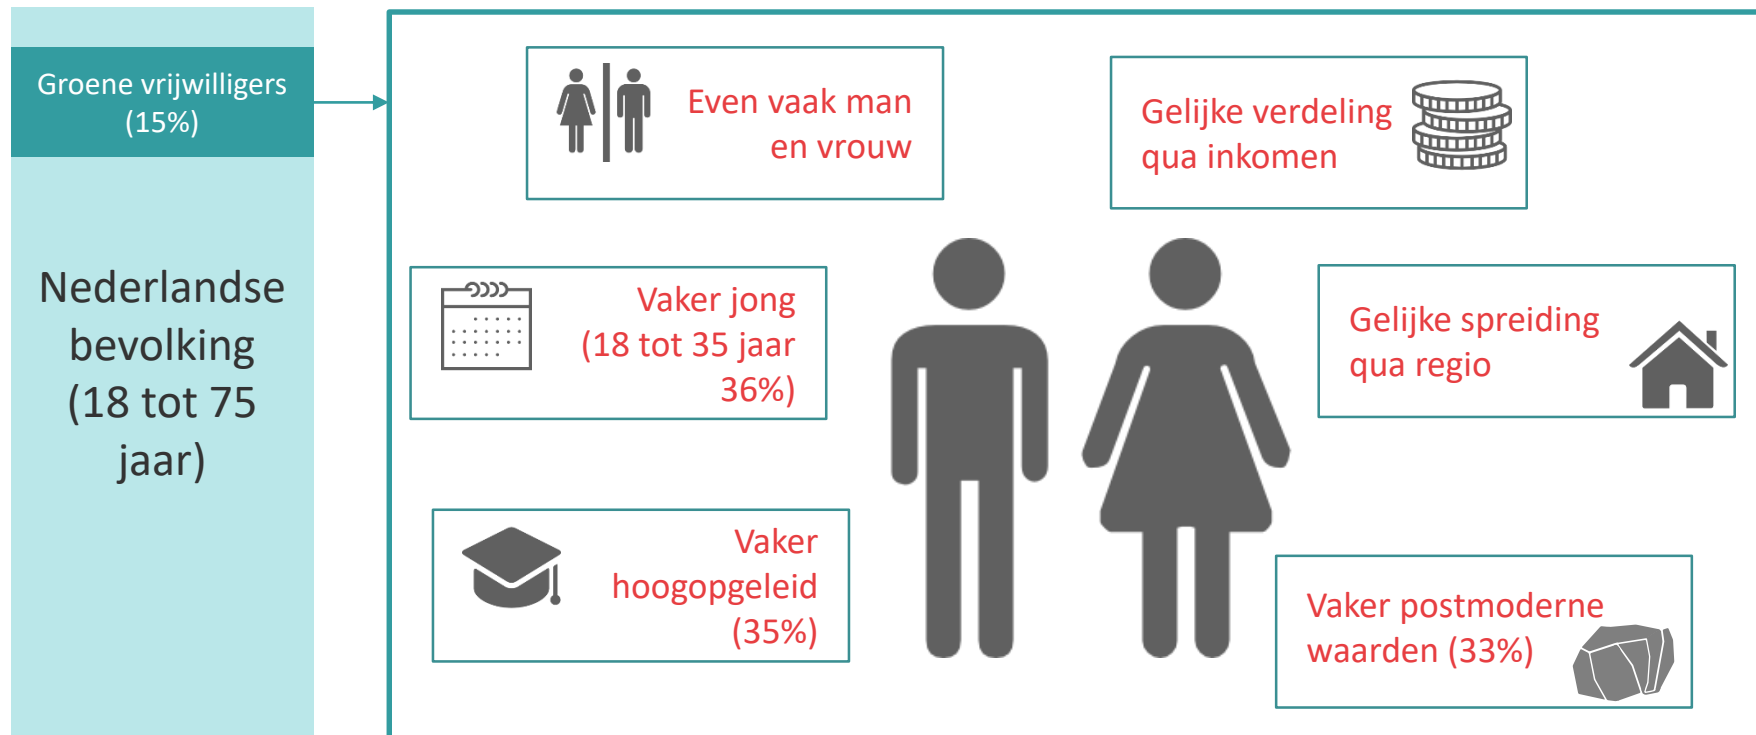 Groene vrijwilligers
(15%)
Nederlandse
bevolking
(18 tot 75
jaar)
Even vaak man
en vrouw
Gelijke verdeling
qua inkomen
Vaker jong
(18 tot 35 jaar
36%)
Gelijke spreiding
qua regio
Vaker
hoogopgeleid
(35%)
Vaker postmoderne
waarden (33%)